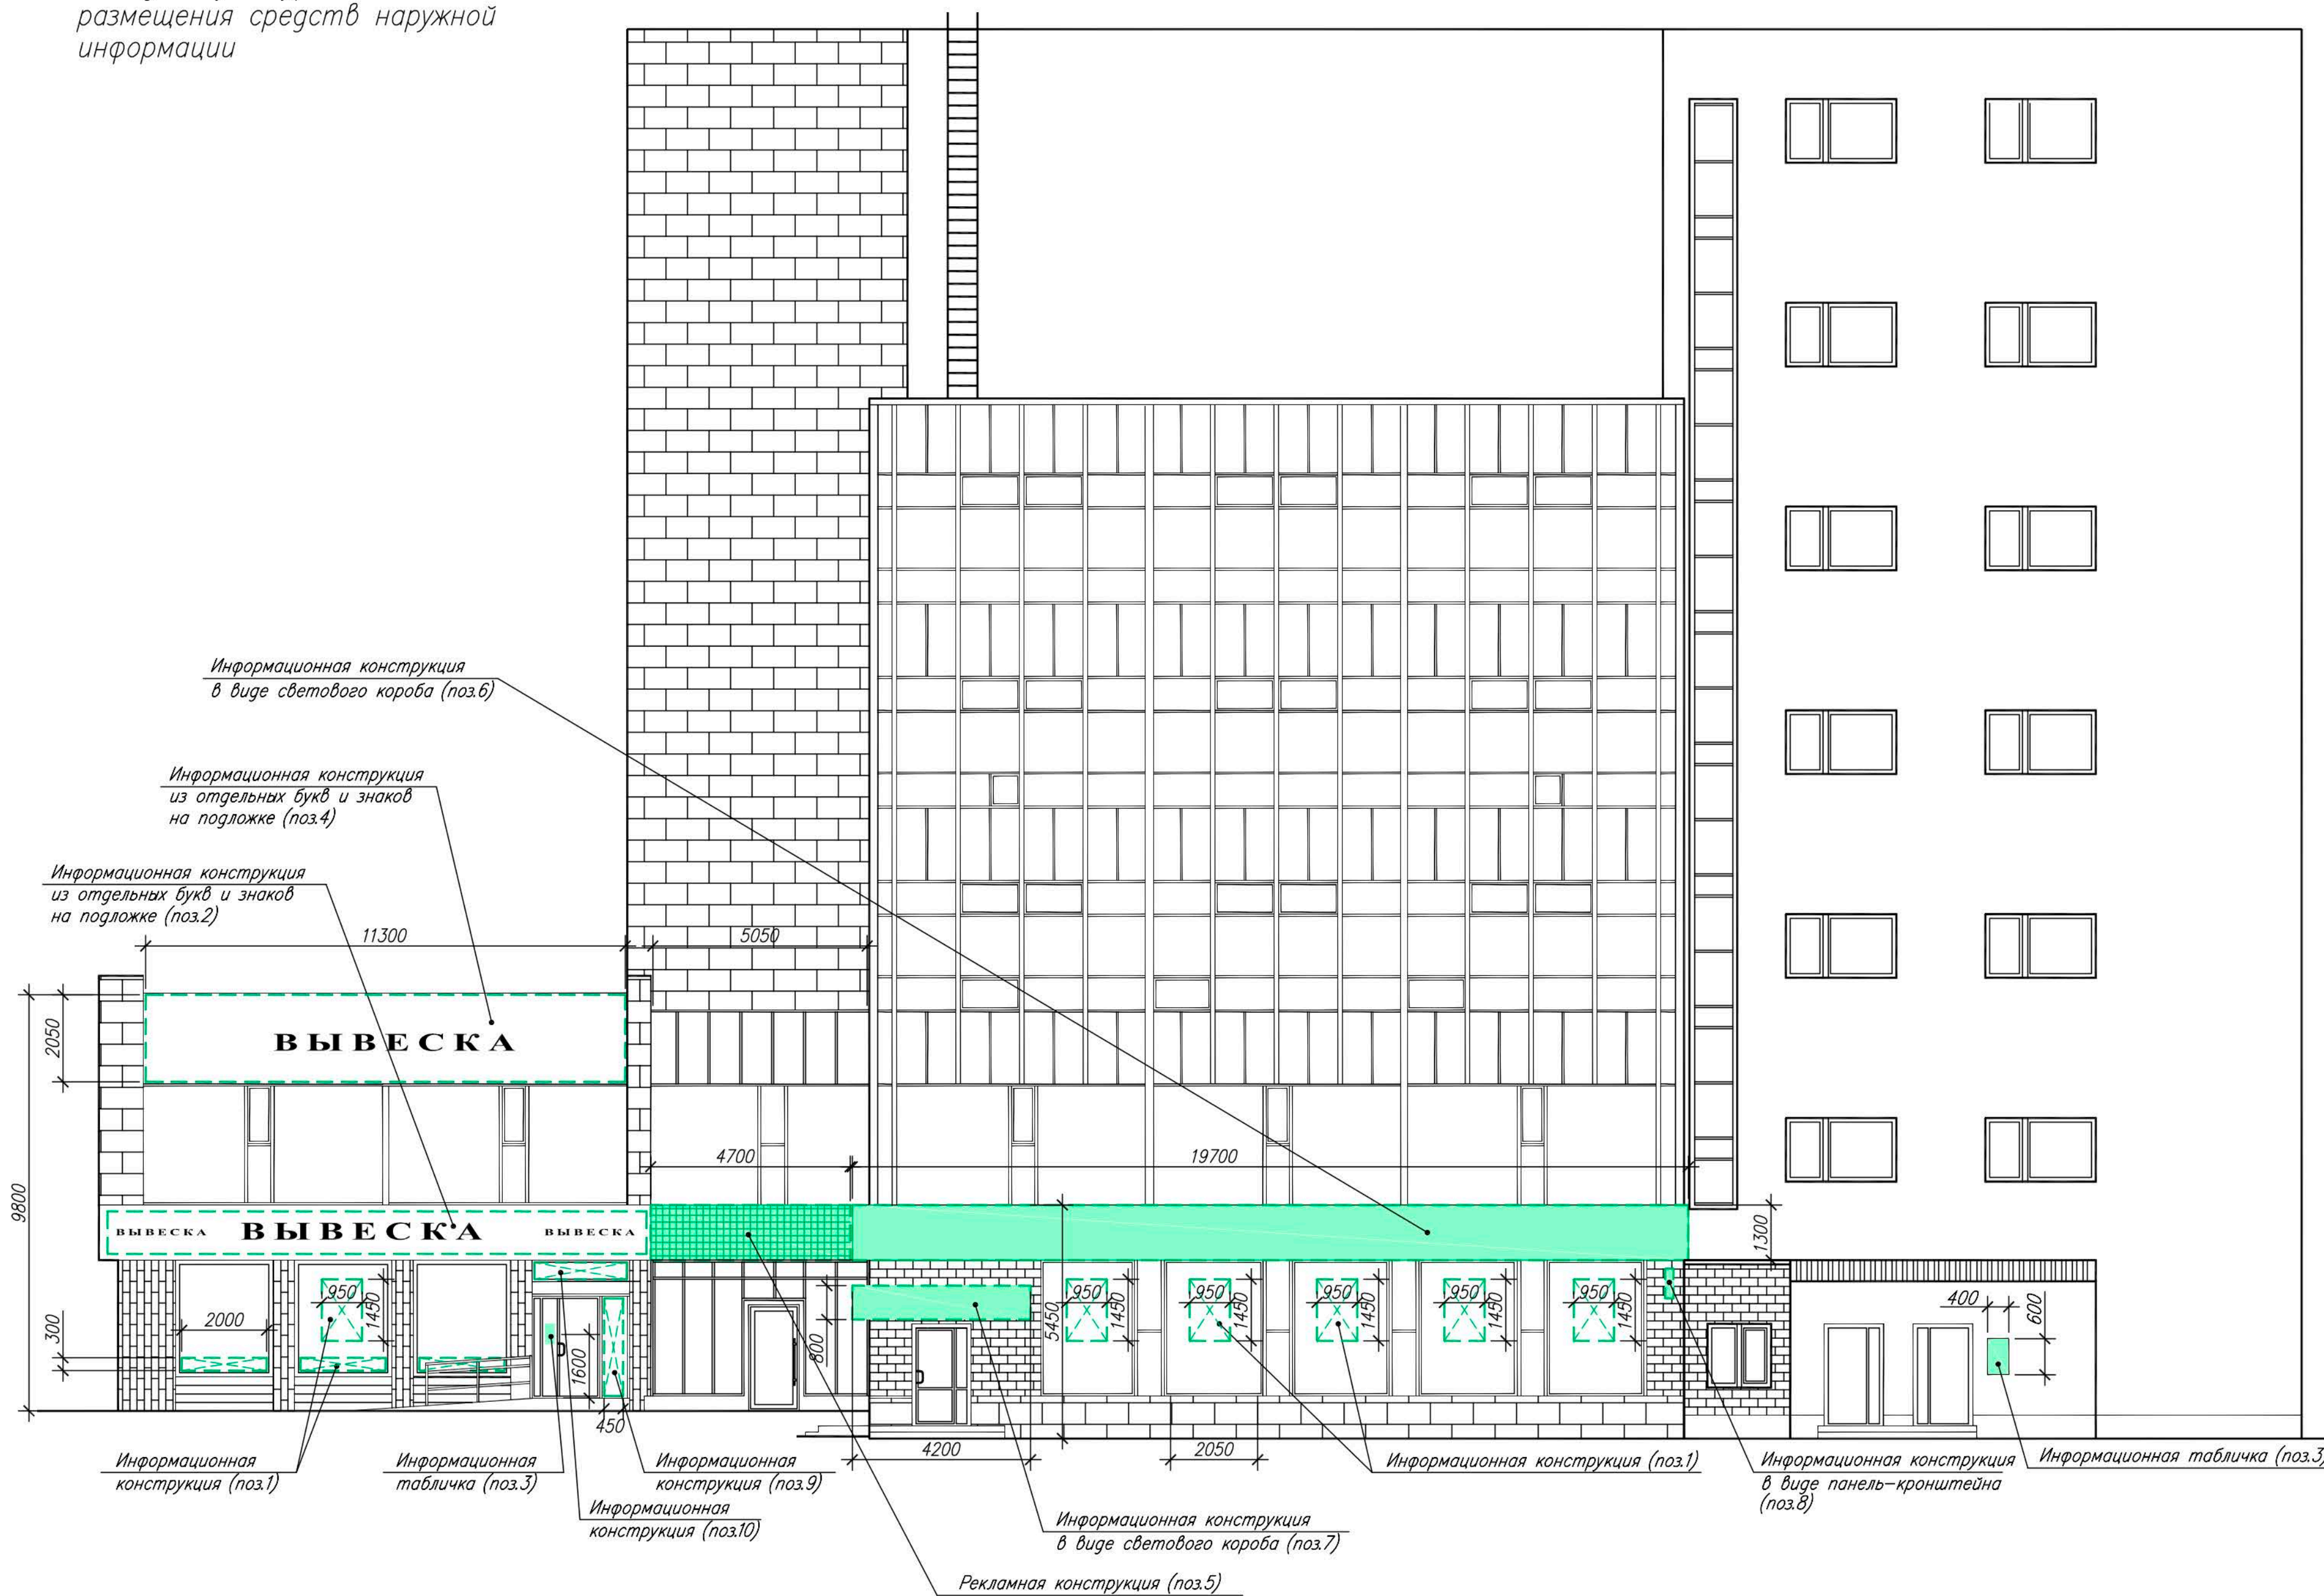 размещения средств наружной
информации
Информационная конструкция
в виде светового короба (поз.6)
Информационная конструкция
из отдельных букв и знаков
на подложке (поз.4)
Информационная конструкция
из отдельных букв и знаков
на подложке (поз.2)
11300
5050
2050
ВЫВЕСКА
9800
4700
19700
ВЫВЕСКА
ВЫВЕСКА
ВЫВЕСКА
1300
5450
950
1450
2000
300
1600
450
800
950
1450
950
1450
950
1450
950
1450
950
1450
400
600
4200
2050
Информационная
конструкция (поз.1)
Информационная
табличка (поз.3)
Информационная
конструкция (поз.9)
Информационная
конструкция (поз.10)
Информационная конструкция (поз.1)
Информационная конструкция
в виде панель-кронштейна
(поз.8)
Информационная табличка (поз.3)
Информационная конструкция
в виде светового короба (поз.7)
Рекламная конструкция (поз.5)